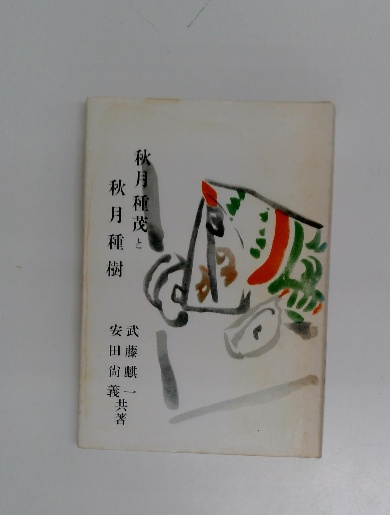 秋月種茂と
秋月種樹
武藤麒一
安田尚義
共著